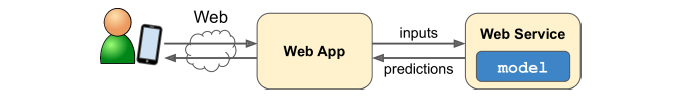 Web
Web App
inputs
predictions
Web Service
model